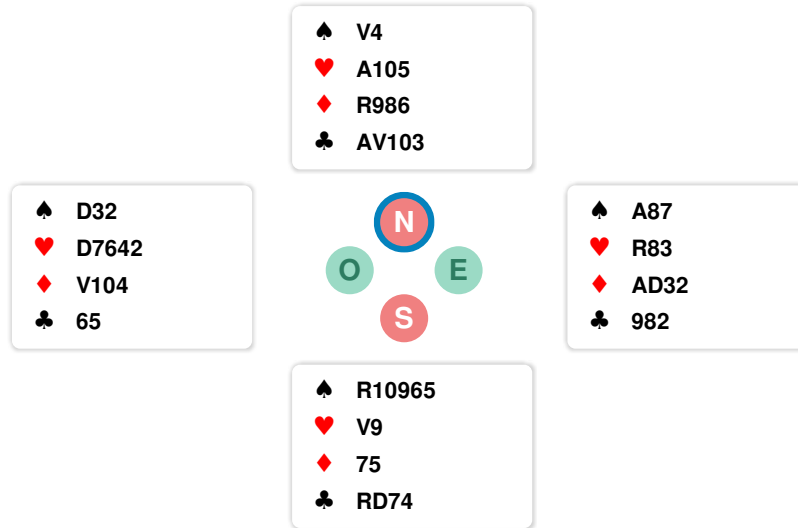 ♠ V4
♥ A105
♦ R986
♣ AV103
♠ D32
♥ D7642
♦ V104
♣ 65
N
O E
S
♠ A87
♥ R83
♦ AD32
♣ 982
♠ R10965
♥ V9
♦ 75
♣ RD74